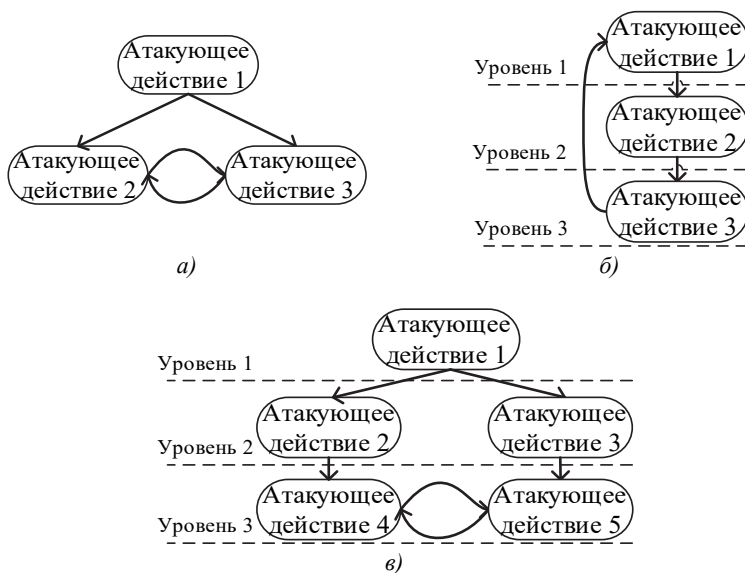 Атакующее
действие 1
Атакующее
действие 2
Атакующее
действие 3
а)
Атакующее
действие 1
Уровень 1
Атакующее
действие 2
Уровень 2
Атакующее
действие 3
Уровень 3
б)
Атакующее
действие 1
Уровень 1
Атакующее
действие 2
Атакующее
действие 3
Уровень 2
Атакующее
действие 4
Атакующее
действие 5
Уровень 3
в)